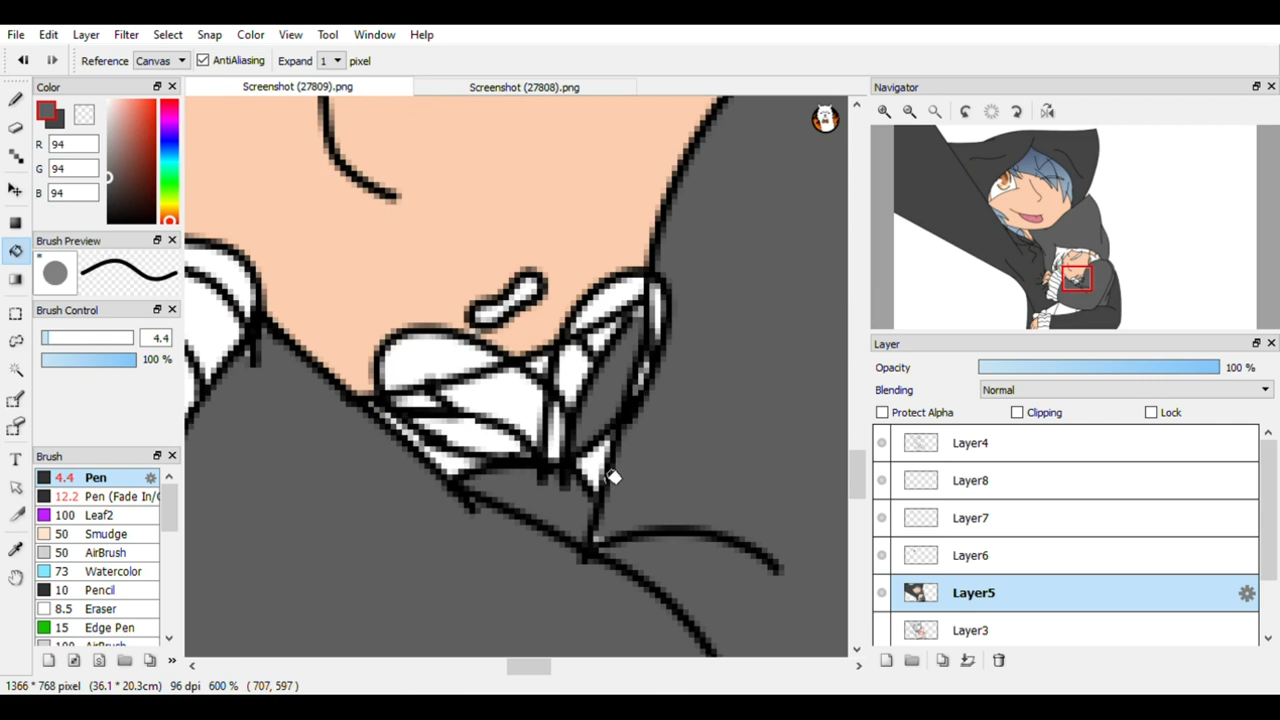 File Edit Layer Filter Select Snap Color View Tool Window Help
Reference Canvas AntiAliasing Expand 1 pixel
Color
Screenshot (27809).png Screenshot (27808).png
Navigator
R 94
G 94
B 94
Brush Preview
Brush Control
4.4
100 %
Layer
Opacity 100 %
Blending Normal
Protect Alpha Clipping Lock
Layer4
Layer8
Layer7
Layer6
Layer5
Layer3
Brush
4.4 Pen
12.2 Pen (Fade In/O
100 Leaf2
50 Smudge
50 AirBrush
73 Watercolor
10 Pencil
8.5 Eraser
15 Edge Pen
100 AirBrush
1366 * 768 pixel (36.1 * 20.3cm) 96 dpi 600 % ( 707, 597 )